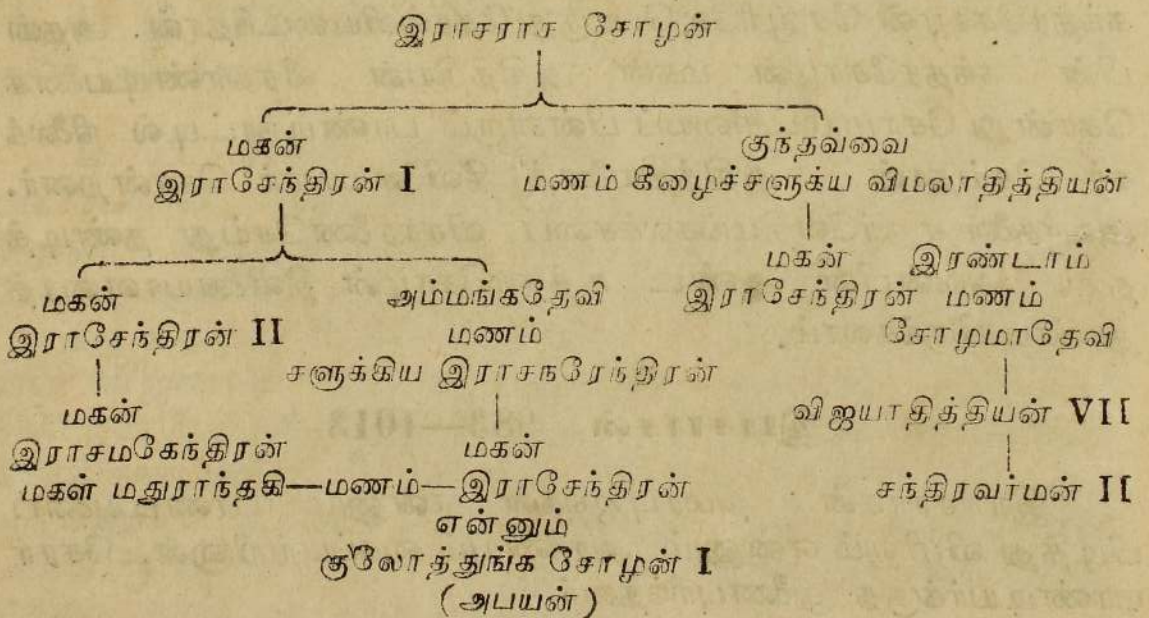 இராசராச சோழன்
மகன் குந்தவ்வை
இராசேந்திரன் I மணம் கீழைச்சளுக்ய விமலாதித்தியன்
மகன் இரண்டாம்
மகன் அம்மங்கதேவி இராசேந்திரன் மணம்
இராசேந்திரன் II மணம் சோழமாதேவி
சளுக்கிய இராசநரேந்திரன்
மகன் விஜயாதித்தியன் VII
இராசமகேந்திரன் மகன்
மகள் மதுராந்தகி—மணம்—இராசேந்திரன் சந்திரவர்மன் II
என்னும்
குலோத்துங்க சோழன் I
(அபயன்)